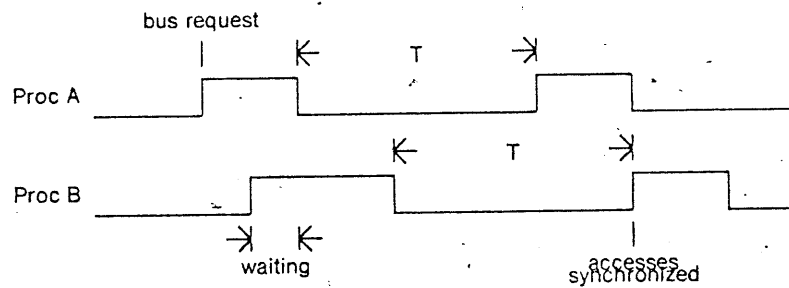 bus request
T
Proc A
T
Proc B
waiting
accesses
synchronized